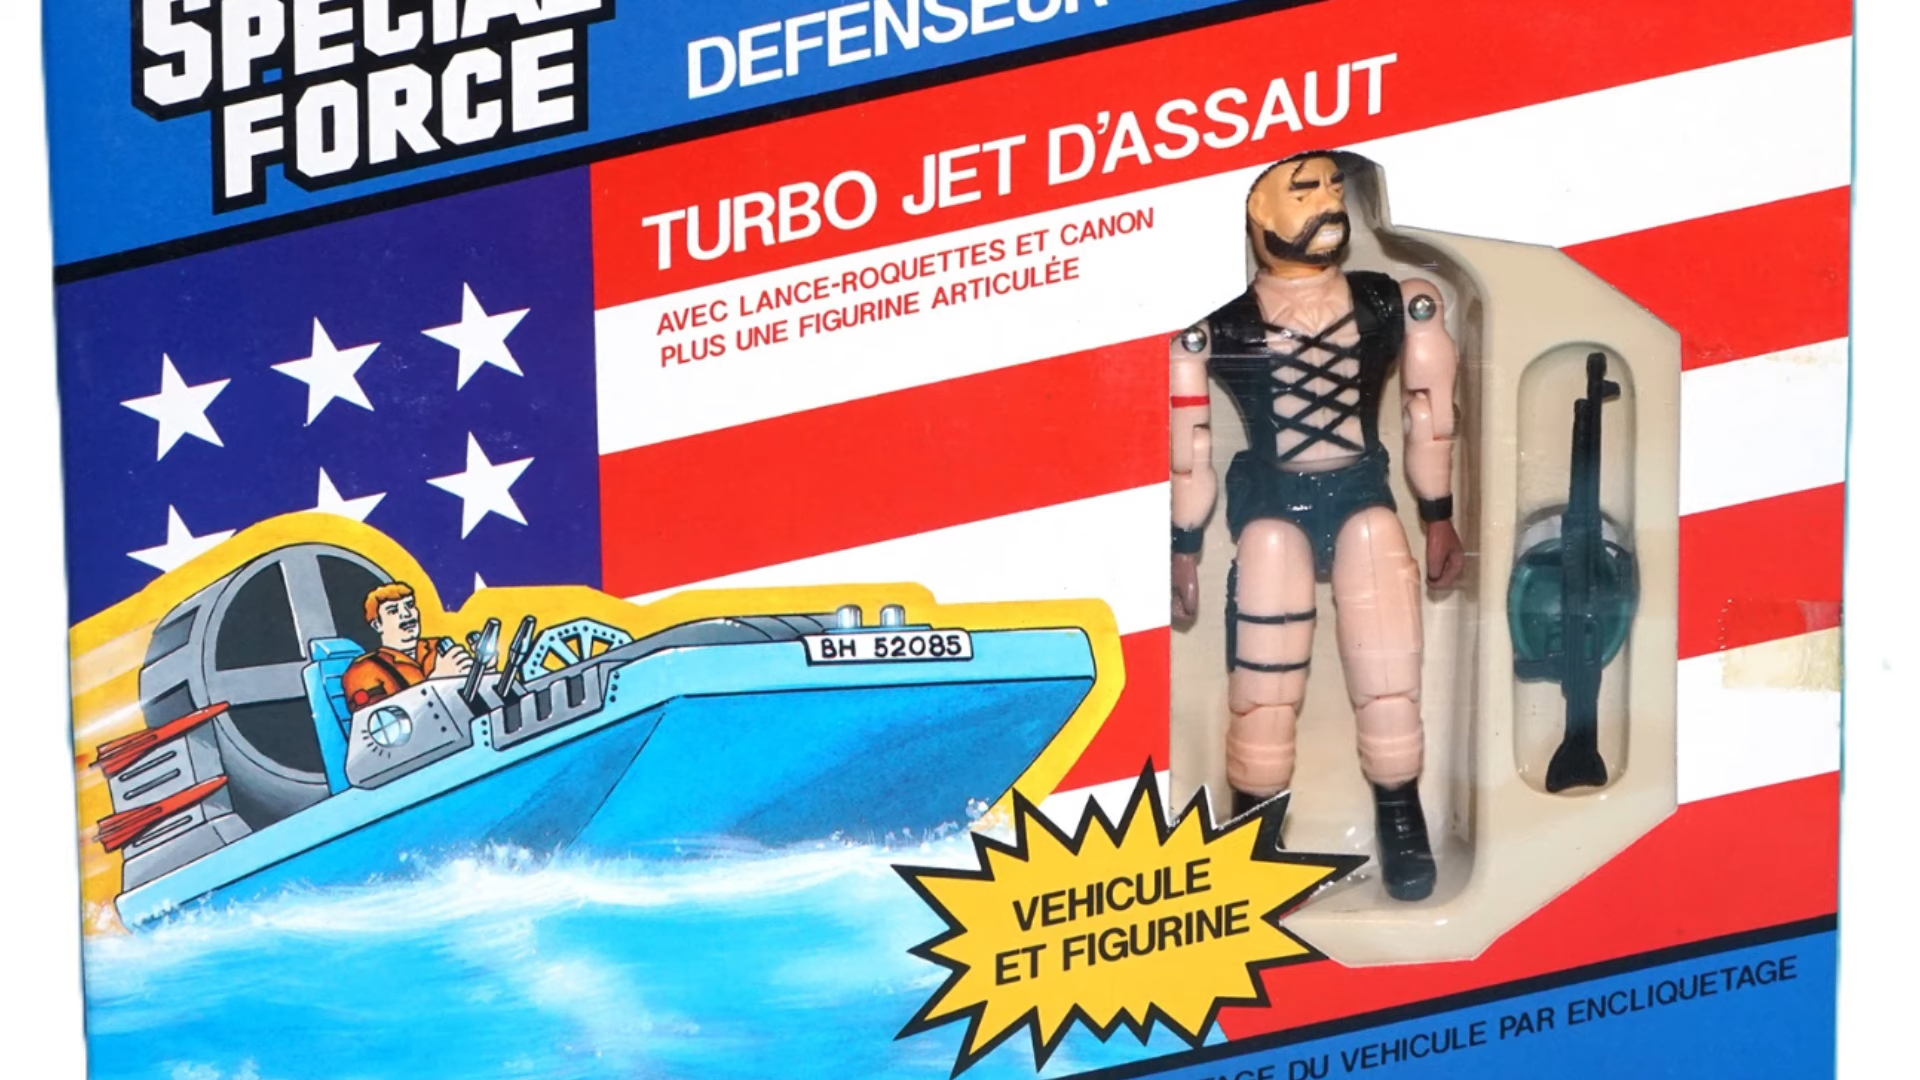 SPECIAL
FORCE
DEFENSEUR
TURBO JET D'ASSAUT
AVEC LANCE-ROQUETTES ET CANON
PLUS UNE FIGURINE ARTICULÉE
BH 52085
VEHICULE
ET FIGURINE
DU VEHICULE PAR ENCLIQUETAGE